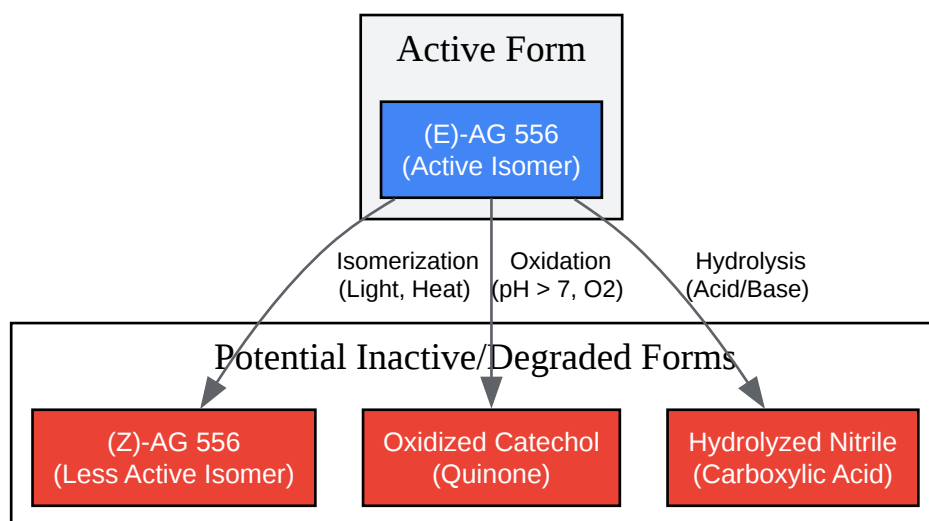 Active Form
(E)-AG 556
(Active Isomer)
Isomerization
(Light, Heat)
Oxidation
(pH > 7, O2)
Hydrolysis
(Acid/Base)
Potential Inactive/Degraded Forms
(Z)-AG 556
(Less Active Isomer)
Oxidized Catechol
(Quinone)
Hydrolyzed Nitrile
(Carboxylic Acid)